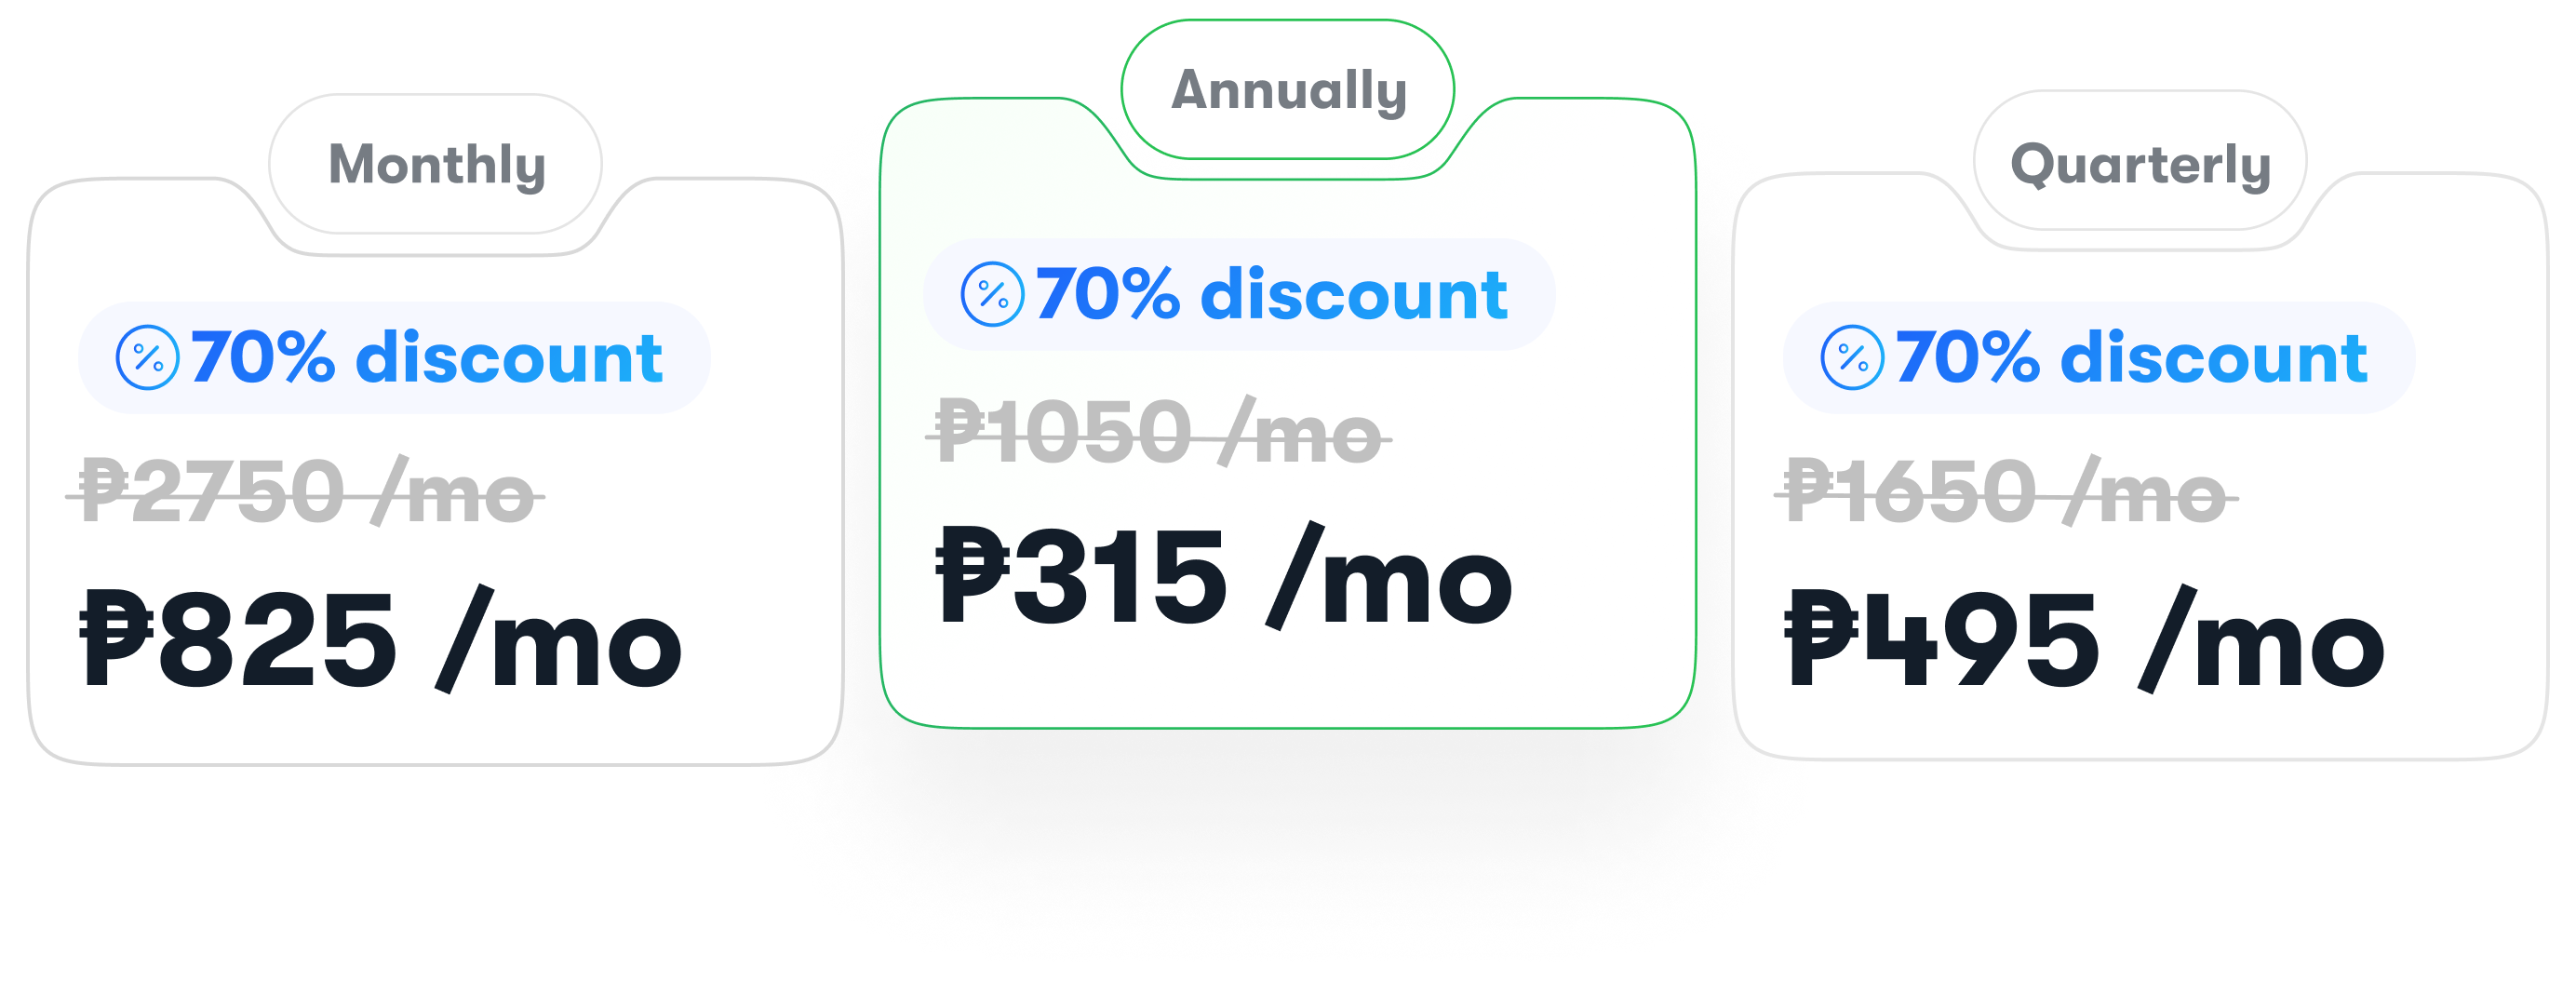 Monthly
70% discount
₱2750 /mo
₱825 /mo
Annually
70% discount
₱1050 /mo
₱315 /mo
Quarterly
70% discount
₱1650 /mo
₱495 /mo